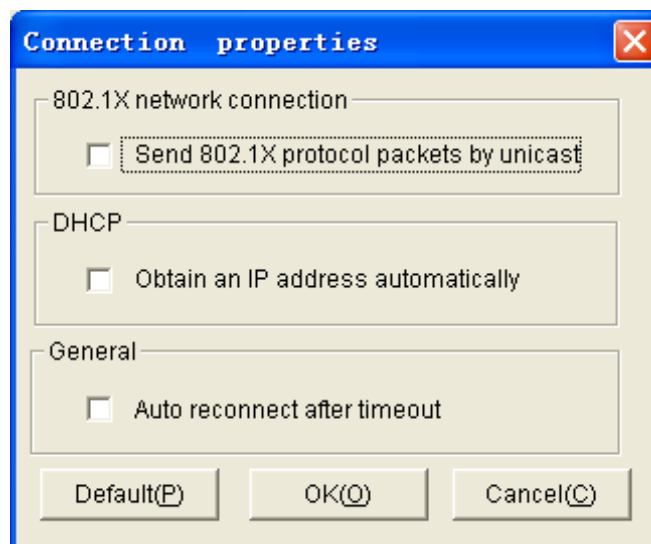 Connection properties
802.1X network connection
Send 802.1X protocol packets by unicast
DHCP
Obtain an IP address automatically
General
Auto reconnect after timeout
Default(P) OK(O) Cancel(C)